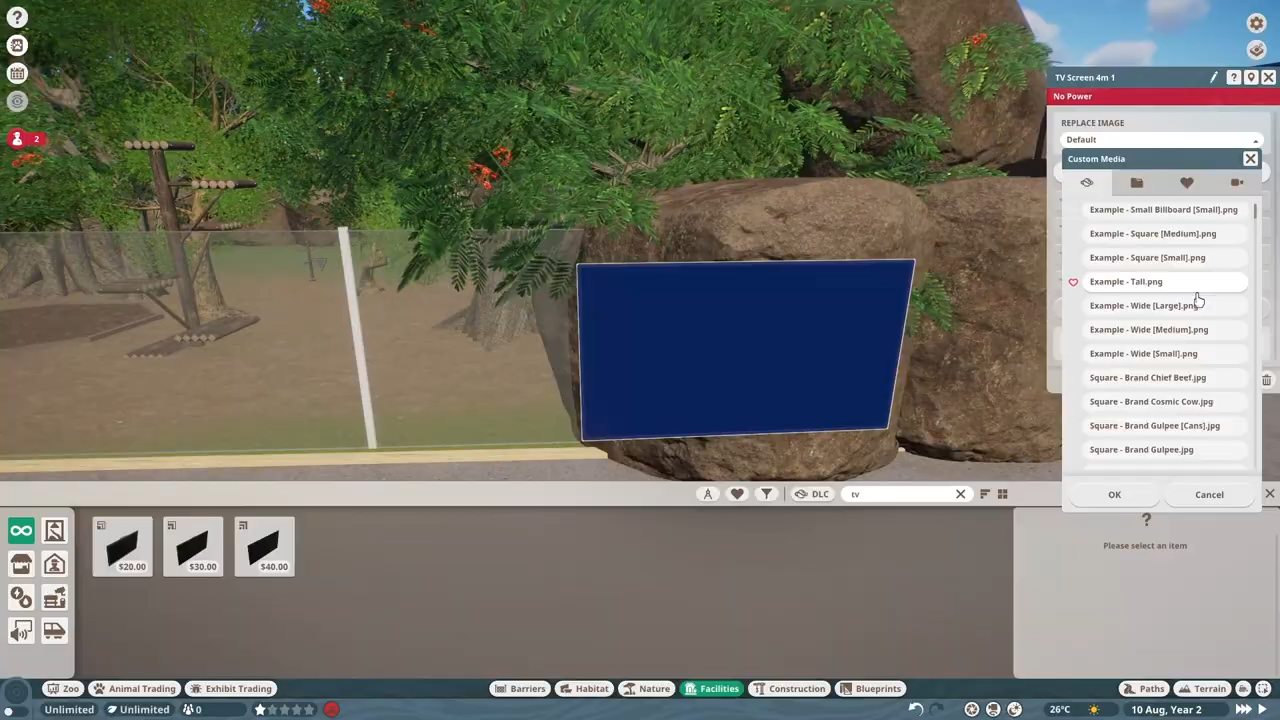 2
TV Screen 4m 1
?
No Power
REPLACE IMAGE
Default
Custom Media
Example - Small Billboard [Small].png
Example - Square [Medium].png
Example - Square [Small].png
Example - Tall.png
Example - Wide [Large].png
Example - Wide [Medium].png
Example - Wide [Small].png
Square - Brand Chief Beef.jpg
Square - Brand Cosmic Cow.jpg
Square - Brand Gulpee [Cans].jpg
Square - Brand Gulpee.jpg
OK
Cancel
DLC
tv
$20.00
$30.00
$40.00
?
Please select an item
Zoo
Animal Trading
Exhibit Trading
Barriers
Habitat
Nature
Facilities
Construction
Blueprints
Paths
Terrain
Unlimited
Unlimited
0
26°C
10 Aug, Year 2